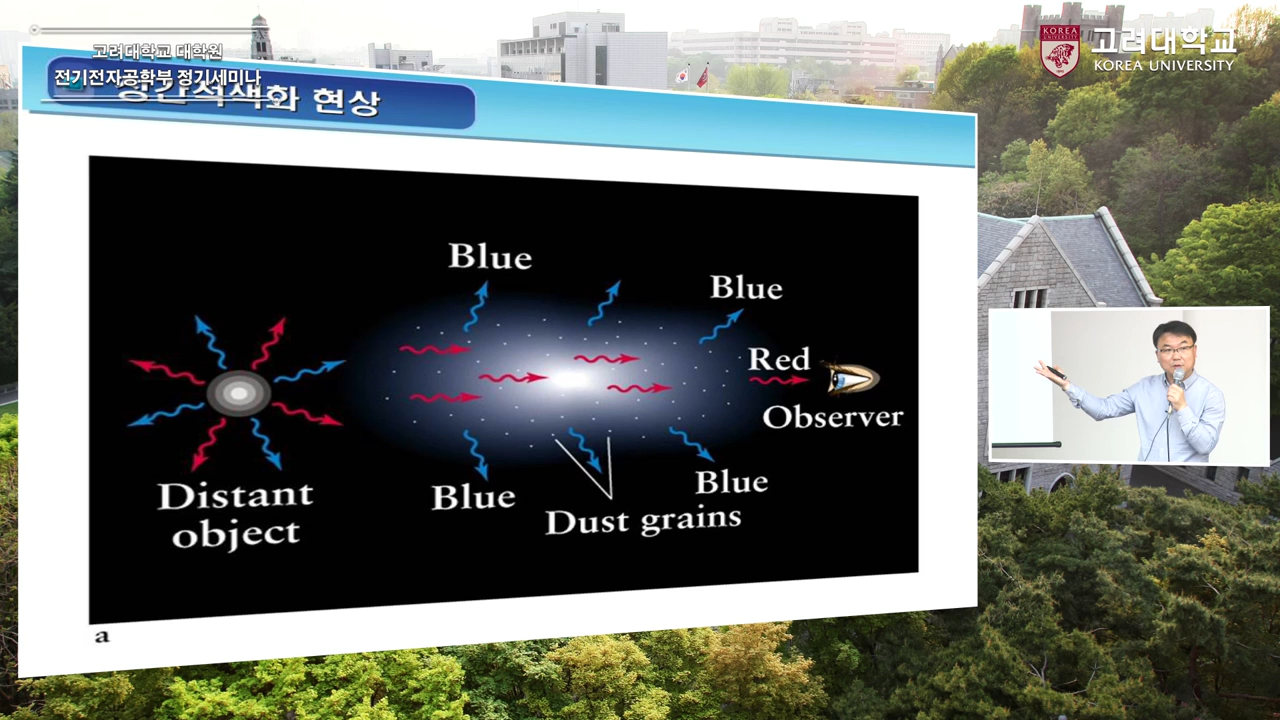 고려대학교 대학원
전기전자공학부 정기세미나
현상
KOREA
UNIVERSITY
고려대학교
KOREA UNIVERSITY
Blue
Blue
Red
Observer
Distant
object
Blue
Blue
Dust grains
a